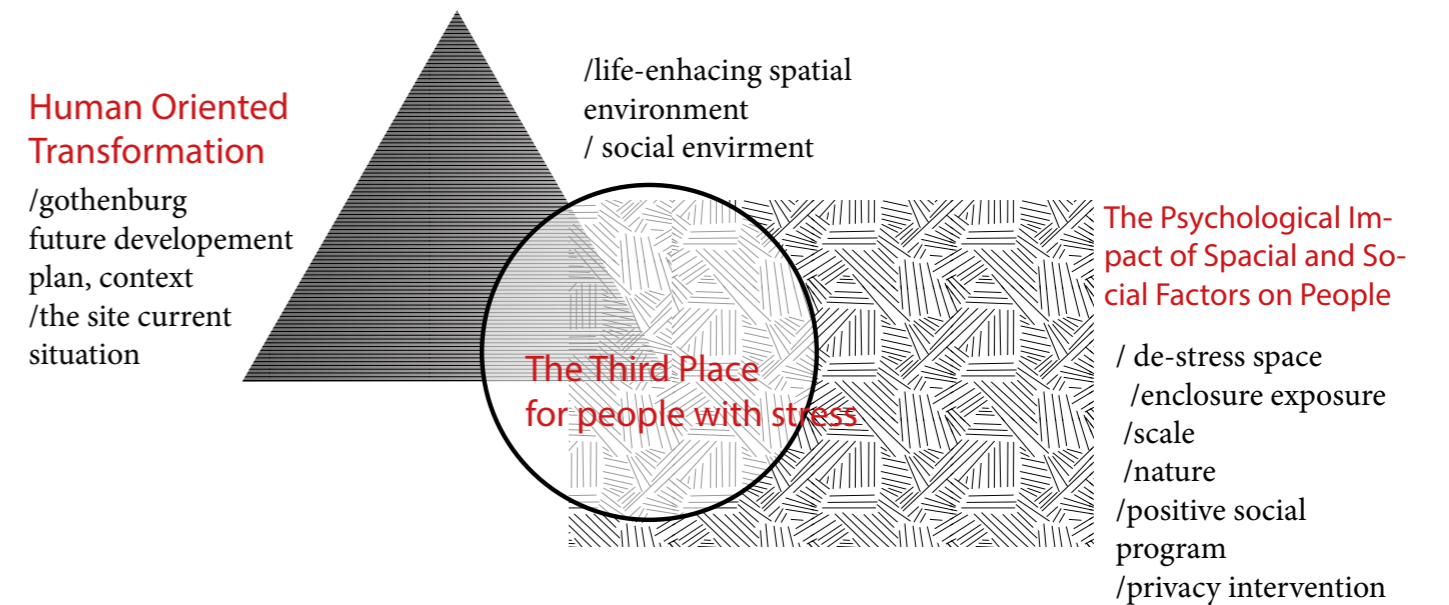 Human Oriented
Transformation
/gothenburg
future developement
plan, context
/the site current
situation
/life-enhacing spatial
environment
/ social envirment
The Third Place
for people with stress
The Psychological Im-
pact of Spacial and So-
cial Factors on People
/ de-stress space
/enclosure exposure
/scale
/nature
/positive social
program
/privacy intervention